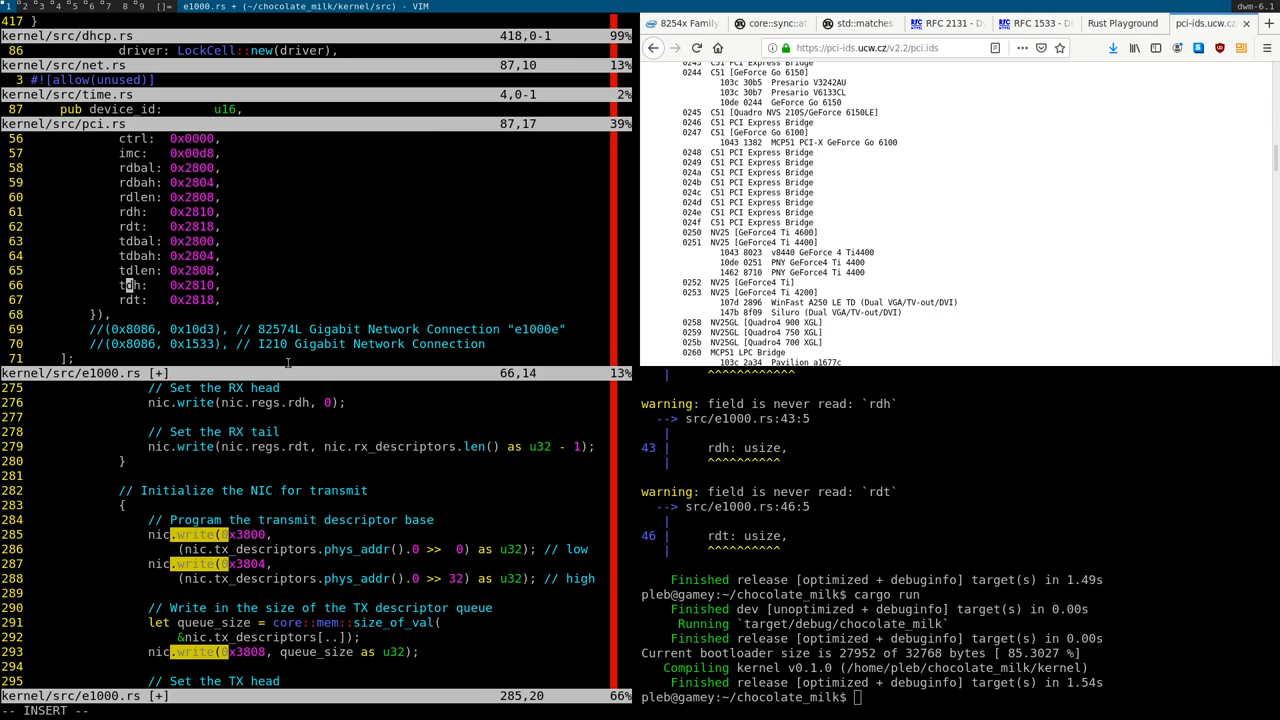 1 2 3 4 5 6 7 8 9 []= e1000.rs + (~/chocolate_milk/kernel/src) - VIM
dwm-6.1
417 }
kernel/src/dhcp.rs 418,0-1 99%
86 driver: LockCell::new(driver),
kernel/src/net.rs 87,10 13%
3 #![allow(unused)]
kernel/src/time.rs 4,0-1 2%
87 pub device_id: u16,
kernel/src/pci.rs 87,17 39%
56 ctrl: 0x0000,
57 imc: 0x00d8,
58 rdbal: 0x2800,
59 rdbah: 0x2804,
60 rdlen: 0x2808,
61 rdh: 0x2810,
62 rdt: 0x2818,
63 tdbal: 0x2800,
64 tdbah: 0x2804,
65 tdlen: 0x2808,
66 tdh: 0x2810,
67 rdt: 0x2818,
68 }),
69 //(0x8086, 0x10d3), // 82574L Gigabit Network Connection "e1000e"
70 //(0x8086, 0x1533), // I210 Gigabit Network Connection
71 ];
kernel/src/e1000.rs [+] 66,14 13%
275 // Set the RX head
276 nic.write(nic.regs.rdh, 0);
277
278 // Set the RX tail
279 nic.write(nic.regs.rdt, nic.rx_descriptors.len() as u32 - 1);
280 }
281
282 // Initialize the NIC for transmit
283 {
284 // Program the transmit descriptor base
285 nic.write(0x3800,
286 (nic.tx_descriptors.phys_addr().0 >> 0) as u32); // low
287 nic.write(0x3804,
288 (nic.tx_descriptors.phys_addr().0 >> 32) as u32); // high
289
290 // Write in the size of the TX descriptor queue
291 let queue_size = core::mem::size_of_val(
292 &nic.tx_descriptors[..]);
293 nic.write(0x3808, queue_size as u32);
294
295 // Set the TX head
kernel/src/e1000.rs [+] 285,20 66%
-- INSERT --
8254x Family
core::sync::at
std::matches
RFC 2131 - D
RFC 1533 - D
Rust Playground
pci-ids.ucw.cz/v2.2
https://pci-ids.ucw.cz/v2.2/pci.ids
0243 C51 PCI Express Bridge
0244 C51 [GeForce Go 6150]
103c 30b5 Presario V3242AU
103c 30b7 Presario V6133CL
10de 0244 GeForce Go 6150
0245 C51 [Quadro NVS 210S/GeForce 6150LE]
0246 C51 PCI Express Bridge
0247 C51 [GeForce Go 6100]
1043 1382 MCP51 PCI-X GeForce Go 6100
0248 C51 PCI Express Bridge
0249 C51 PCI Express Bridge
024a C51 PCI Express Bridge
024b C51 PCI Express Bridge
024c C51 PCI Express Bridge
024d C51 PCI Express Bridge
024e C51 PCI Express Bridge
024f C51 PCI Express Bridge
0250 NV25 [GeForce4 Ti 4600]
0251 NV25 [GeForce4 Ti 4400]
1043 8023 v8440 GeForce 4 Ti4400
10de 0251 PNY GeForce4 Ti 4400
1462 8710 PNY GeForce4 Ti 4400
0252 NV25 [GeForce4 Ti]
0253 NV25 [GeForce4 Ti 4200]
107d 2896 WinFast A250 LE TD (Dual VGA/TV-out/DVI)
147b 8f09 Siluro (Dual VGA/TV-out/DVI)
0258 NV25GL [Quadro4 900 XGL]
0259 NV25GL [Quadro4 750 XGL]
025b NV25GL [Quadro4 700 XGL]
0260 MCP51 LPC Bridge
103c 2a34 Pavilion a1677c
| ^^^^^^^^^^^^
warning: field is never read: `rdh`
--> src/e1000.rs:43:5
|
43 | rdh: usize,
| ^^^^^^^^^^
warning: field is never read: `rdt`
--> src/e1000.rs:46:5
|
46 | rdt: usize,
| ^^^^^^^^^^
Finished release [optimized + debuginfo] target(s) in 1.49s
pleb@gamey:~/chocolate_milk$ cargo run
Finished dev [unoptimized + debuginfo] target(s) in 0.00s
Running `target/debug/chocolate_milk`
Finished release [optimized + debuginfo] target(s) in 0.00s
Current bootloader size is 27952 of 32768 bytes [ 85.3027 %]
Compiling kernel v0.1.0 (/home/pleb/chocolate_milk/kernel)
Finished release [optimized + debuginfo] target(s) in 1.54s
pleb@gamey:~/chocolate_milk$